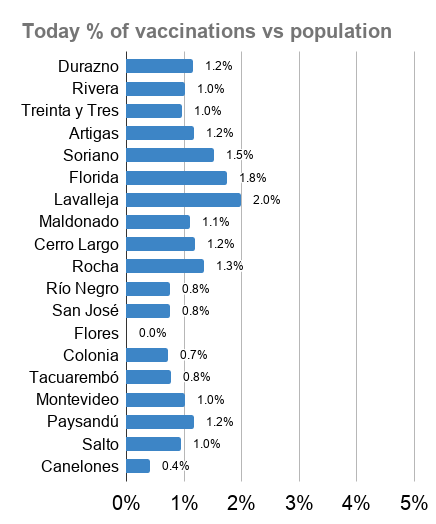 Today % of vaccinations vs population
Durazno 1.2%
Rivera 1.0%
Treinta y Tres 1.0%
Artigas 1.2%
Soriano 1.5%
Florida 1.8%
Lavalleja 2.0%
Maldonado 1.1%
Cerro Largo 1.2%
Rocha 1.3%
Río Negro 0.8%
San José 0.8%
Flores 0.0%
Colonia 0.7%
Tacuarembó 0.8%
Montevideo 1.0%
Paysandú 1.2%
Salto 1.0%
Canelones 0.4%
0% 1% 2% 3% 4% 5%